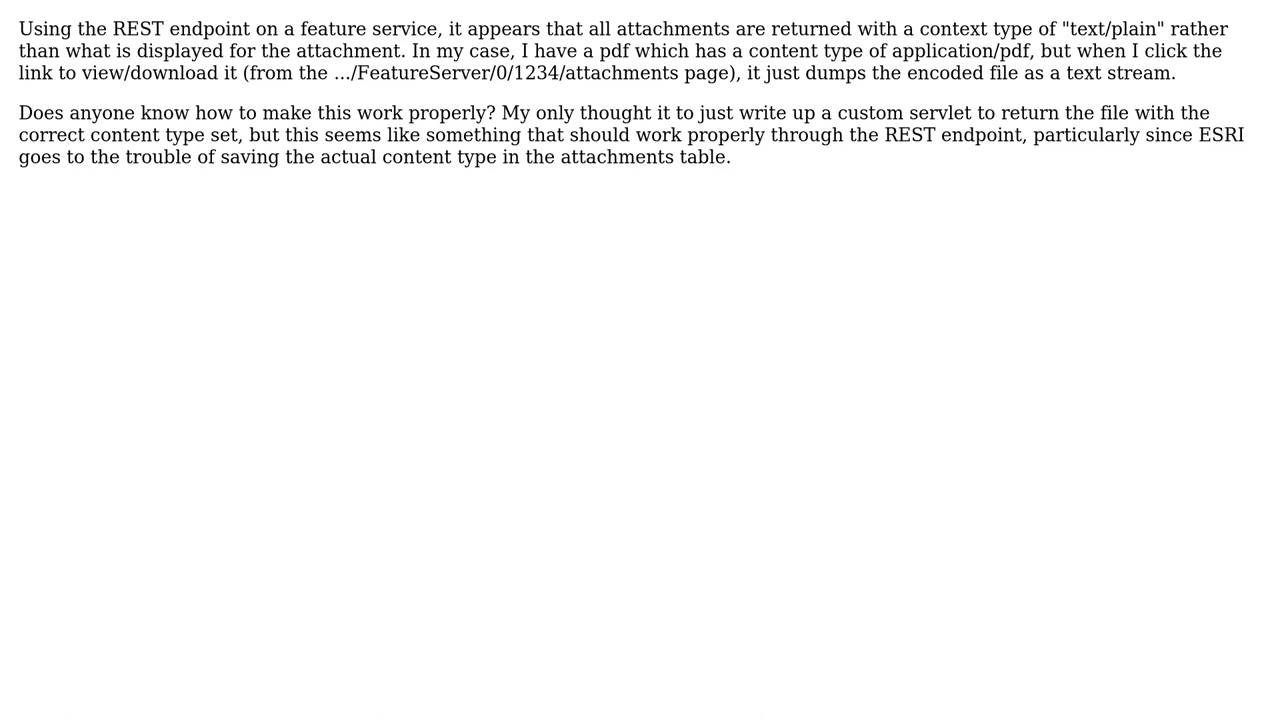 Using the REST endpoint on a feature service, it appears that all attachments are returned with a context type of "text/plain" rather
than what is displayed for the attachment. In my case, I have a pdf which has a content type of application/pdf, but when I click the
link to view/download it (from the .../FeatureServer/0/1234/attachments page), it just dumps the encoded file as a text stream.
Does anyone know how to make this work properly? My only thought it to just write up a custom servlet to return the file with the
correct content type set, but this seems like something that should work properly through the REST endpoint, particularly since ESRI
goes to the trouble of saving the actual content type in the attachments table.